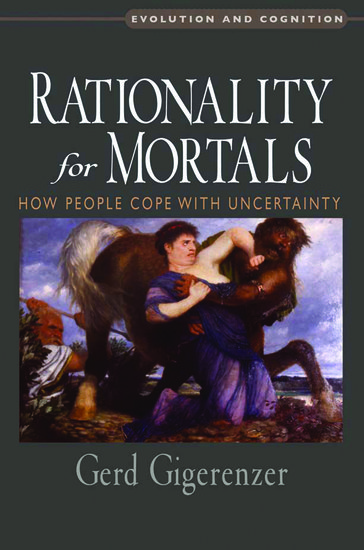 EVOLUTION AND COGNITION
RATIONALITY
for MORTALS
HOW PEOPLE COPE WITH UNCERTAINTY
Gerd Gigerenzer